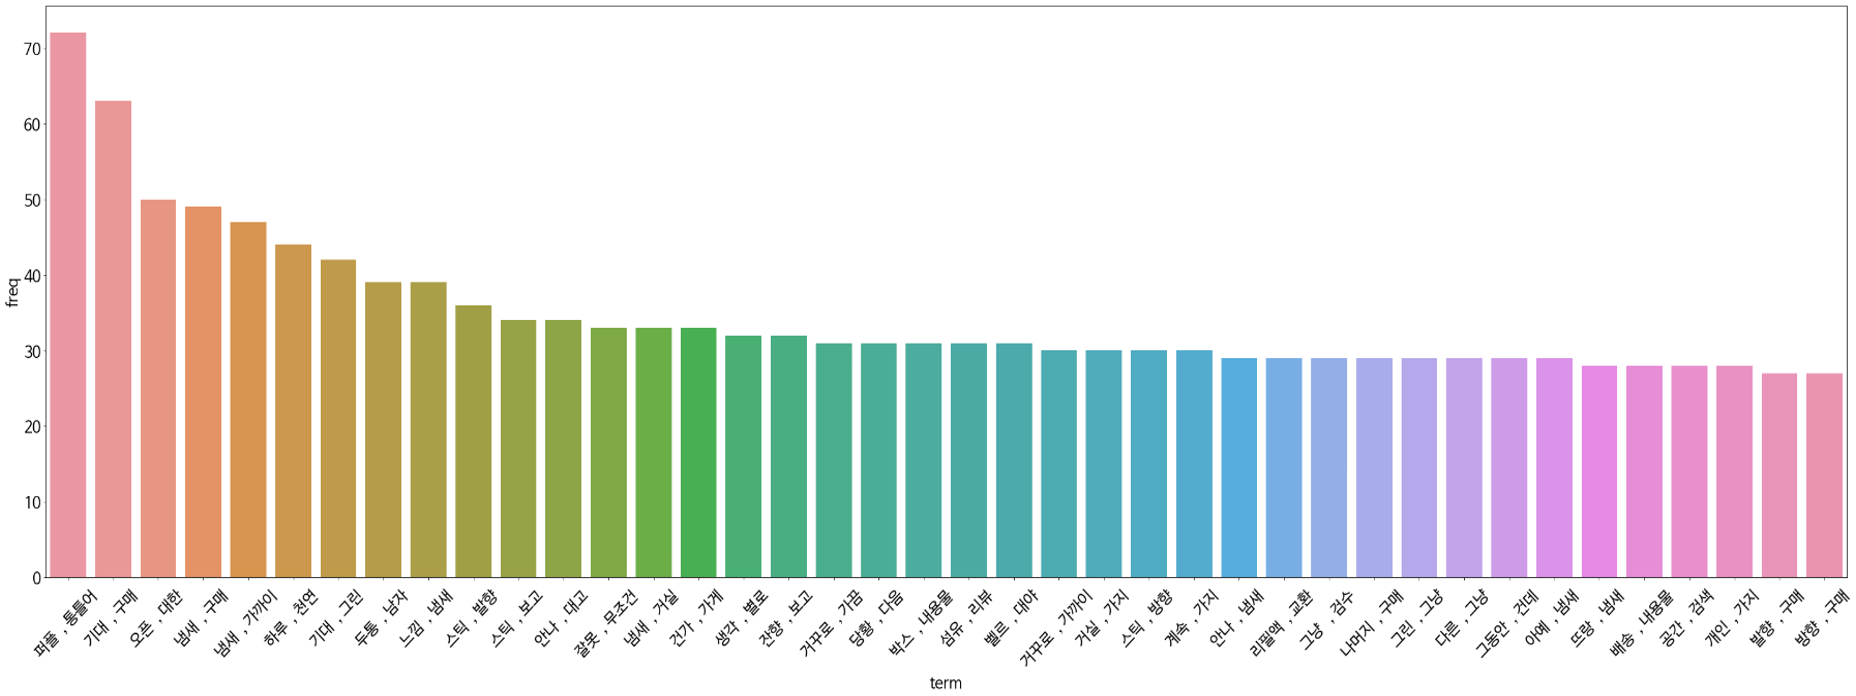 70
60
50
40
30
20
10
0
freq
퍼플 , 통틀어
기대 , 구매
오픈 , 대한
냄새 , 구매
냄새 , 가까이
하루 , 천연
기대 , 그린
두통 , 남자
느낌 , 냄새
스틱 , 발향
스틱 , 보고
안나 , 대고
잘못 , 무조건
냄새 , 거실
건가 , 가게
생각 , 별로
잔향 , 보고
거꾸로 , 가끔
당황 , 다음
박스 , 내용물
섬유 , 리뷰
벨르 , 대야
거꾸로 , 가까이
거실 , 가지
스틱 , 방향
계속 , 가지
안나 , 냄새
리필액 , 교환
그냥 , 검수
나머지 , 구매
그린 , 그냥
다른 , 그냥
그동안 , 건데
아예 , 냄새
뜨랑 , 냄새
배송 , 내용물
공간 , 검색
개인 , 가지
발향 , 구매
방향 , 구매
term